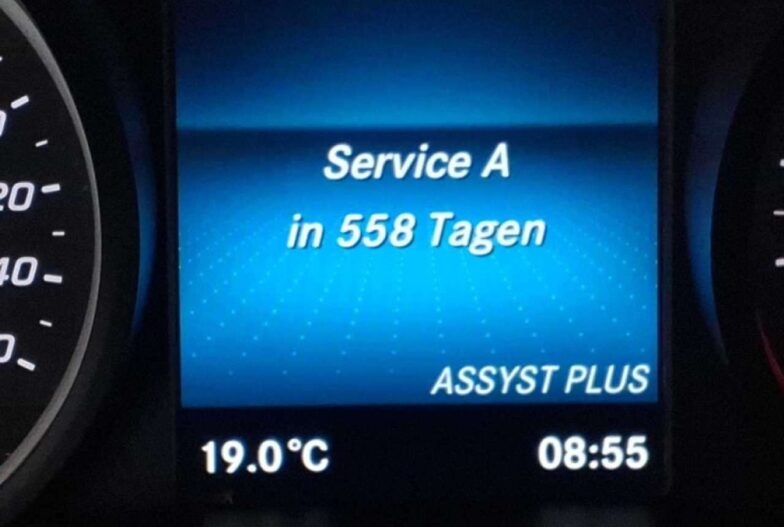 Service A
in 558 Tagen
ASSYST PLUS
19.0°C
08:55